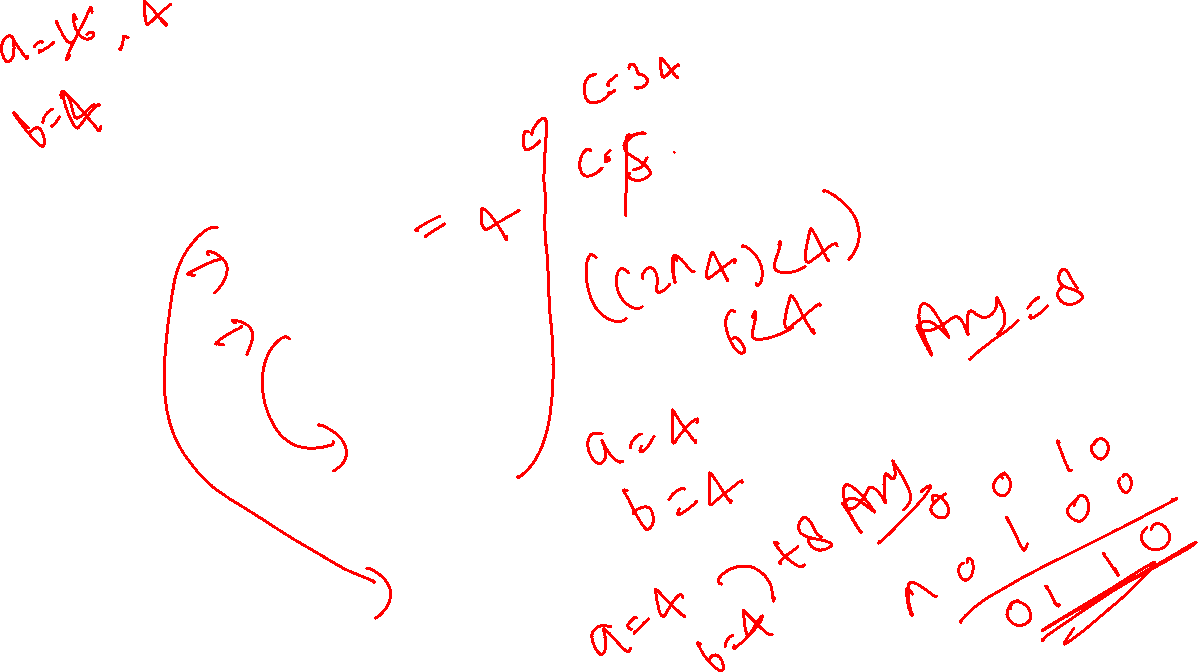 a=16, 4
b=4
c=34
c=8
= 4
((2^4)<4)
6<4
Ans=8
a=4
b=4
+8 Ans
a=4
b=4
0 0 1 0
^ 0 1 0 0
0 1 1 0